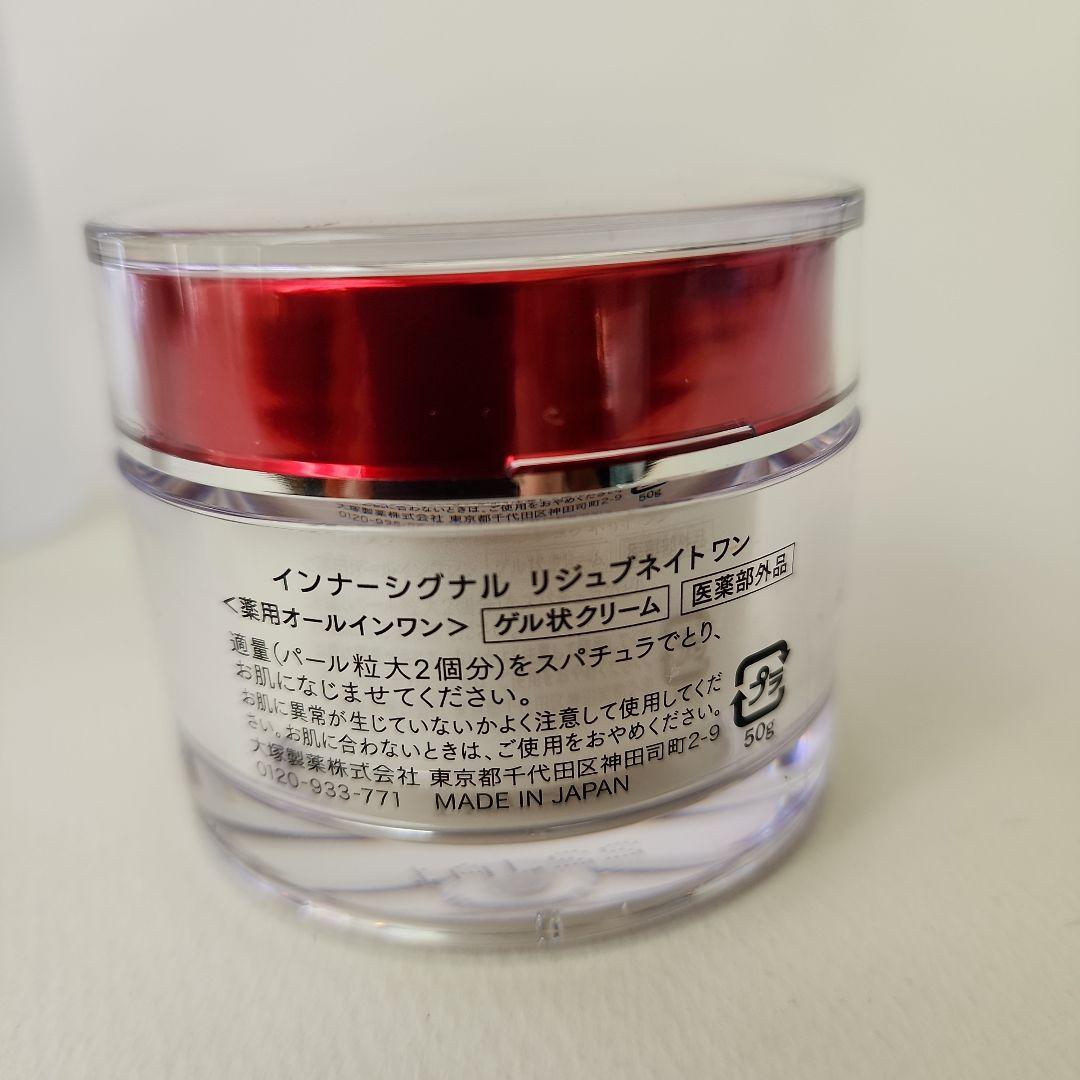 インナーシグナル リジュブネイト ワン
<薬用オールインワン> ゲル状クリーム 医薬部外品
適量(パール粒大2個分)をスパチュラでとり、
お肌になじませてください。
お肌に異常が生じていないかよく注意して使用してくだ
さい。お肌に合わないときは、ご使用をおやめください。
大塚製薬株式会社 東京都千代田区神田司町2-9
0120-933-771 MADE IN JAPAN
プラ
50g